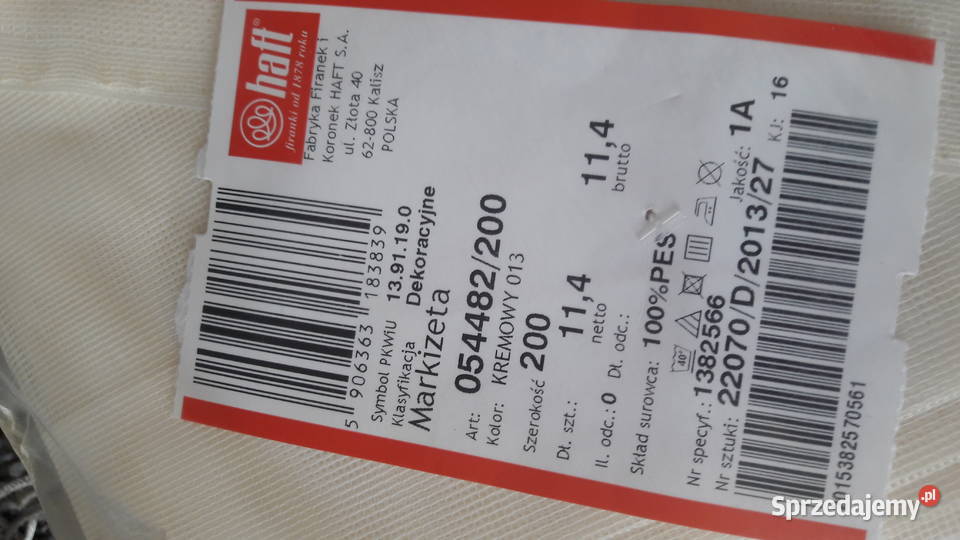 haft®
firanki od 1878 roku
Fabryka Firanek i
Koronek HAFT S.A.
ul. Złota 40
62-800 Kalisz
POLSKA
5 906363 183839
Symbol PKWiU 13.91.19.0
Klasyfikacja Dekoracyjne
Markizeta
Art: 054482/200
Kolor: KREMOWY 013
Szerokość 200
Dł. szt.: 11,4 11,4
netto brutto
Il. odc.: 0 Dł. odc.:
Skład surowca: 100%PES
40°
Nr specyf.: 1382566
Jakość: 1A
Nr sztuki: 22070/D/2013/27
KJ: 16
015382570561
Sprzedajemy.pl